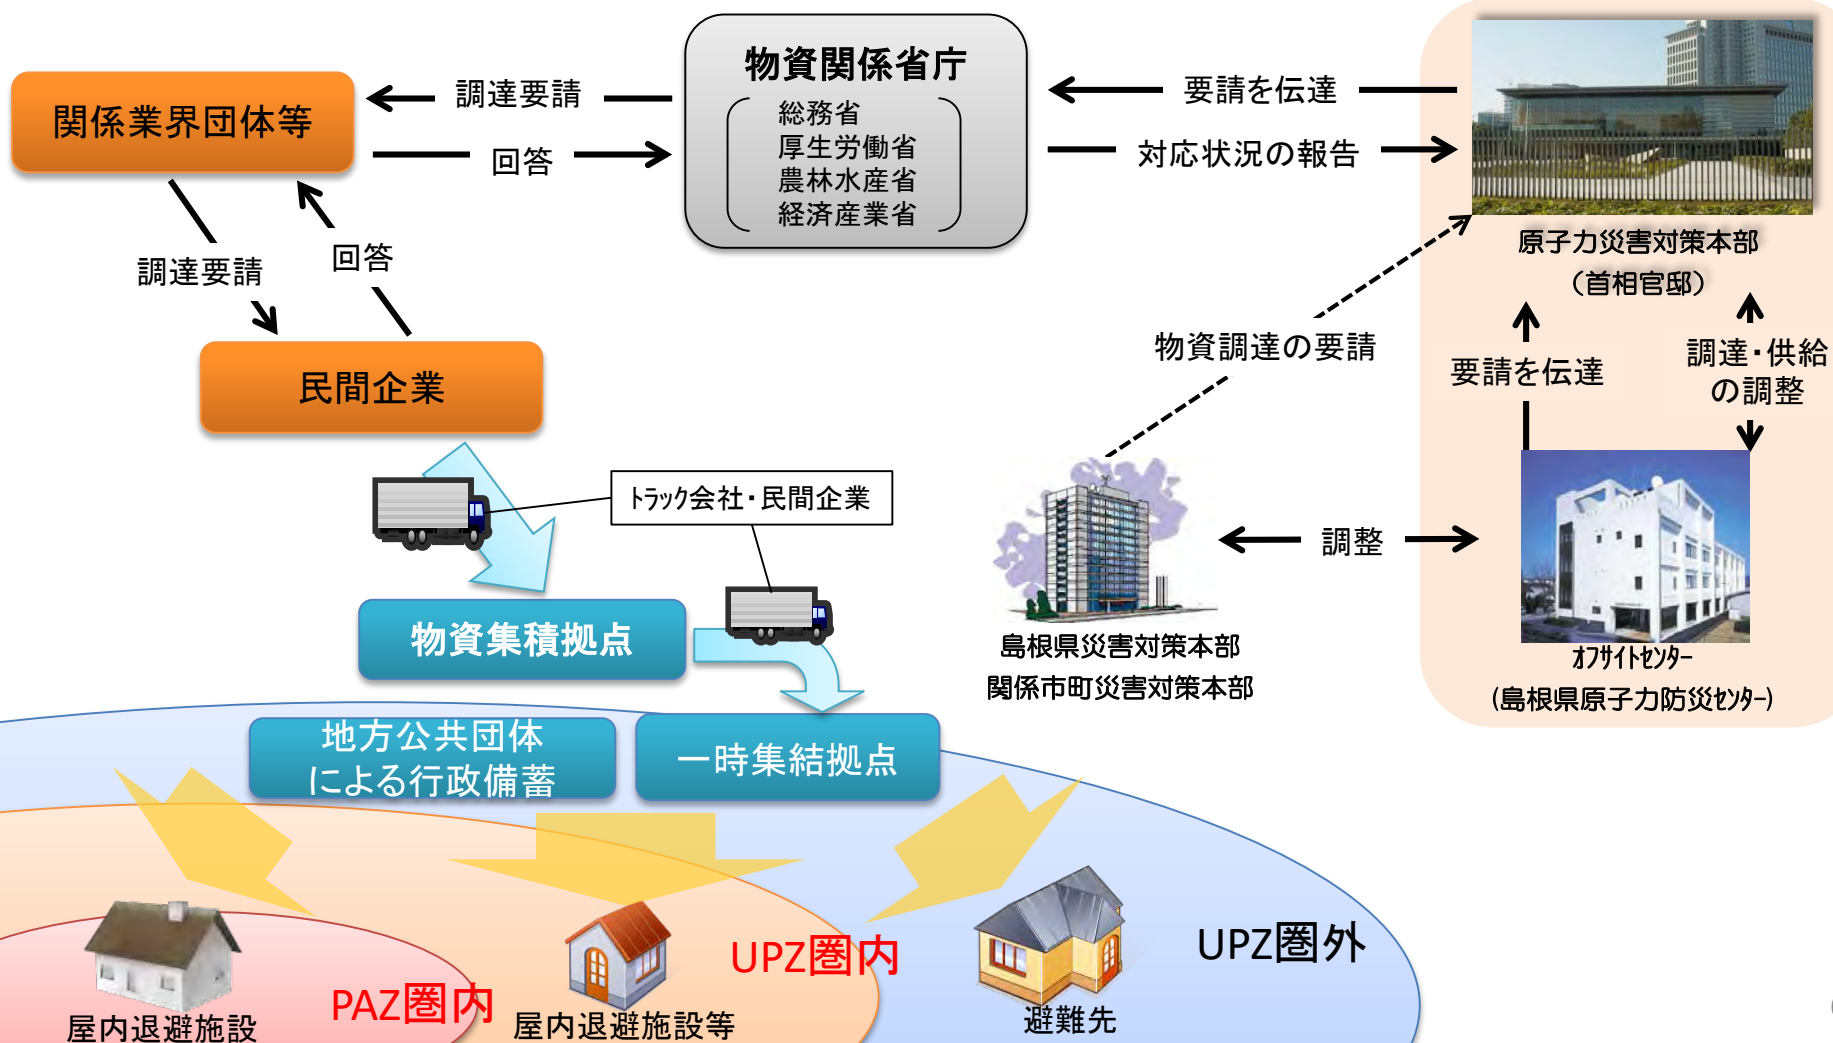 物資関係省庁
総務省
厚生労働省
農林水産省
経済産業省
関係業界団体等
調達要請
回答
要請を伝達
対応状況の報告
原子力災害対策本部
（首相官邸）
調達要請
回答
民間企業
物資調達の要請
要請を伝達
調達・供給
の調整
トラック会社・民間企業
調整
物資集積拠点
島根県災害対策本部
関係市町災害対策本部
オフサイトセンター
(島根県原子力防災センター)
地方公共団体
による行政備蓄
一時集結拠点
UPZ圏外
UPZ圏内
PAZ圏内
屋内退避施設
屋内退避施設等
避難先